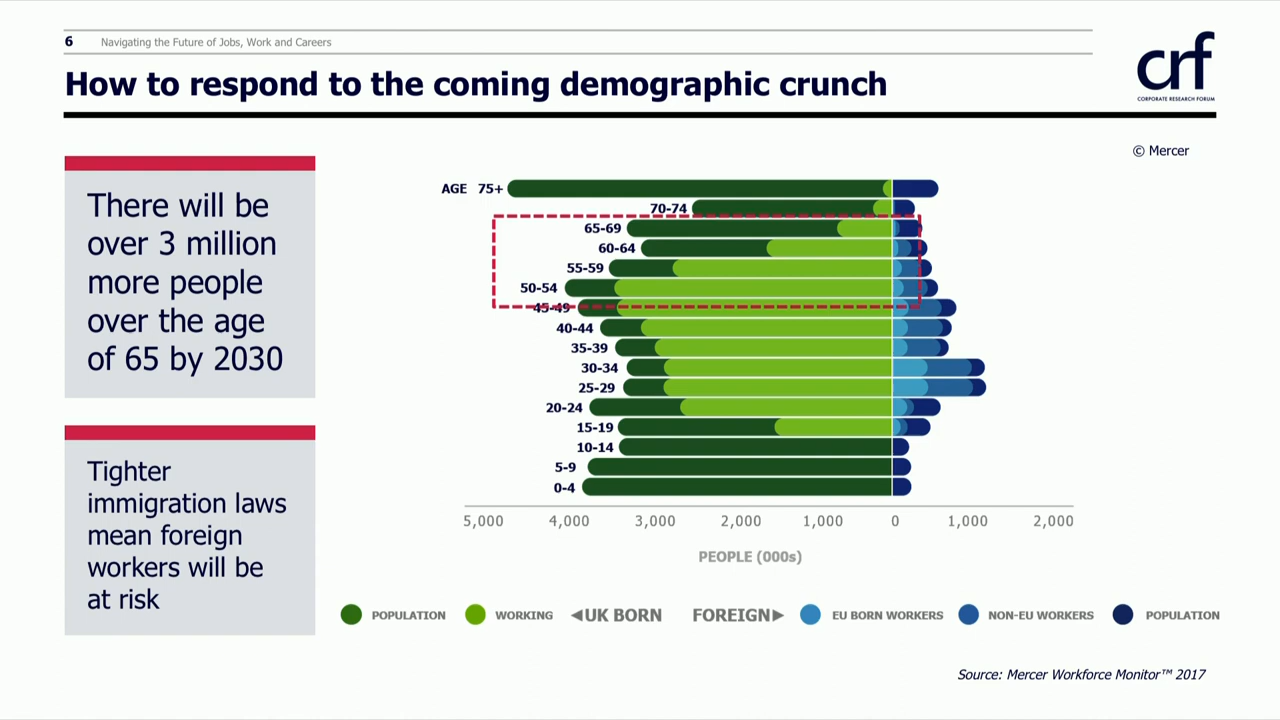 6 Navigating the Future of Jobs, Work and Careers
How to respond to the coming demographic crunch
crf
CORPORATE RESEARCH FORUM
© Mercer
There will be
over 3 million
more people
over the age
of 65 by 2030
Tighter
immigration laws
mean foreign
workers will be
at risk
AGE 75+
70-74
65-69
60-64
55-59
50-54
45-49
40-44
35-39
30-34
25-29
20-24
15-19
10-14
5-9
0-4
5,000 4,000 3,000 2,000 1,000 0 1,000 2,000
PEOPLE (000s)
POPULATION WORKING ◀UK BORN FOREIGN▶ EU BORN WORKERS NON-EU WORKERS POPULATION
Source: Mercer Workforce Monitor™ 2017